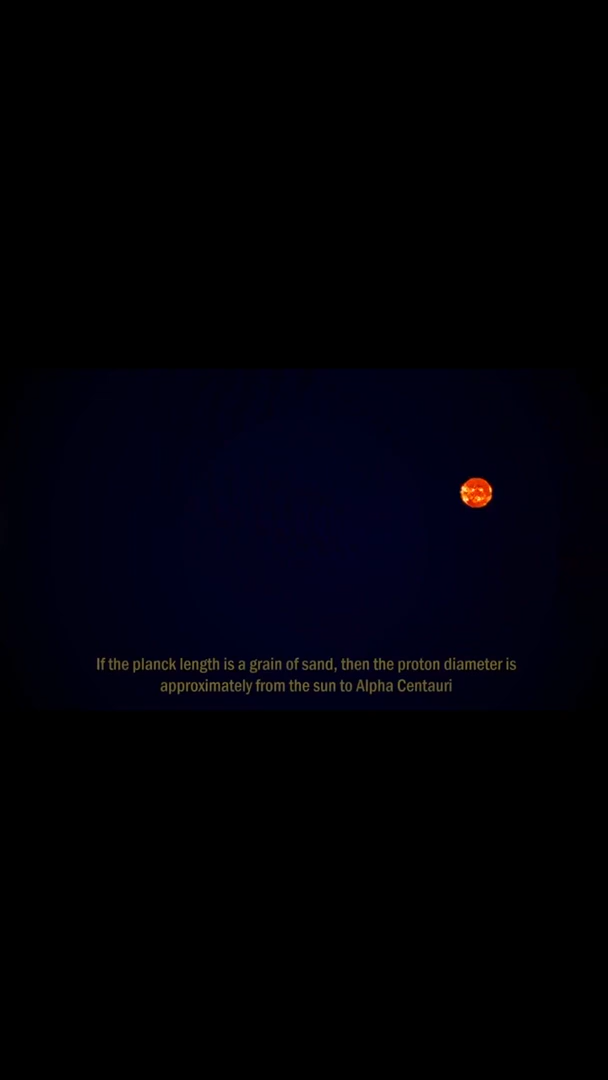 If the planck length is a grain of sand, then the proton diameter is
approximately from the sun to Alpha Centauri